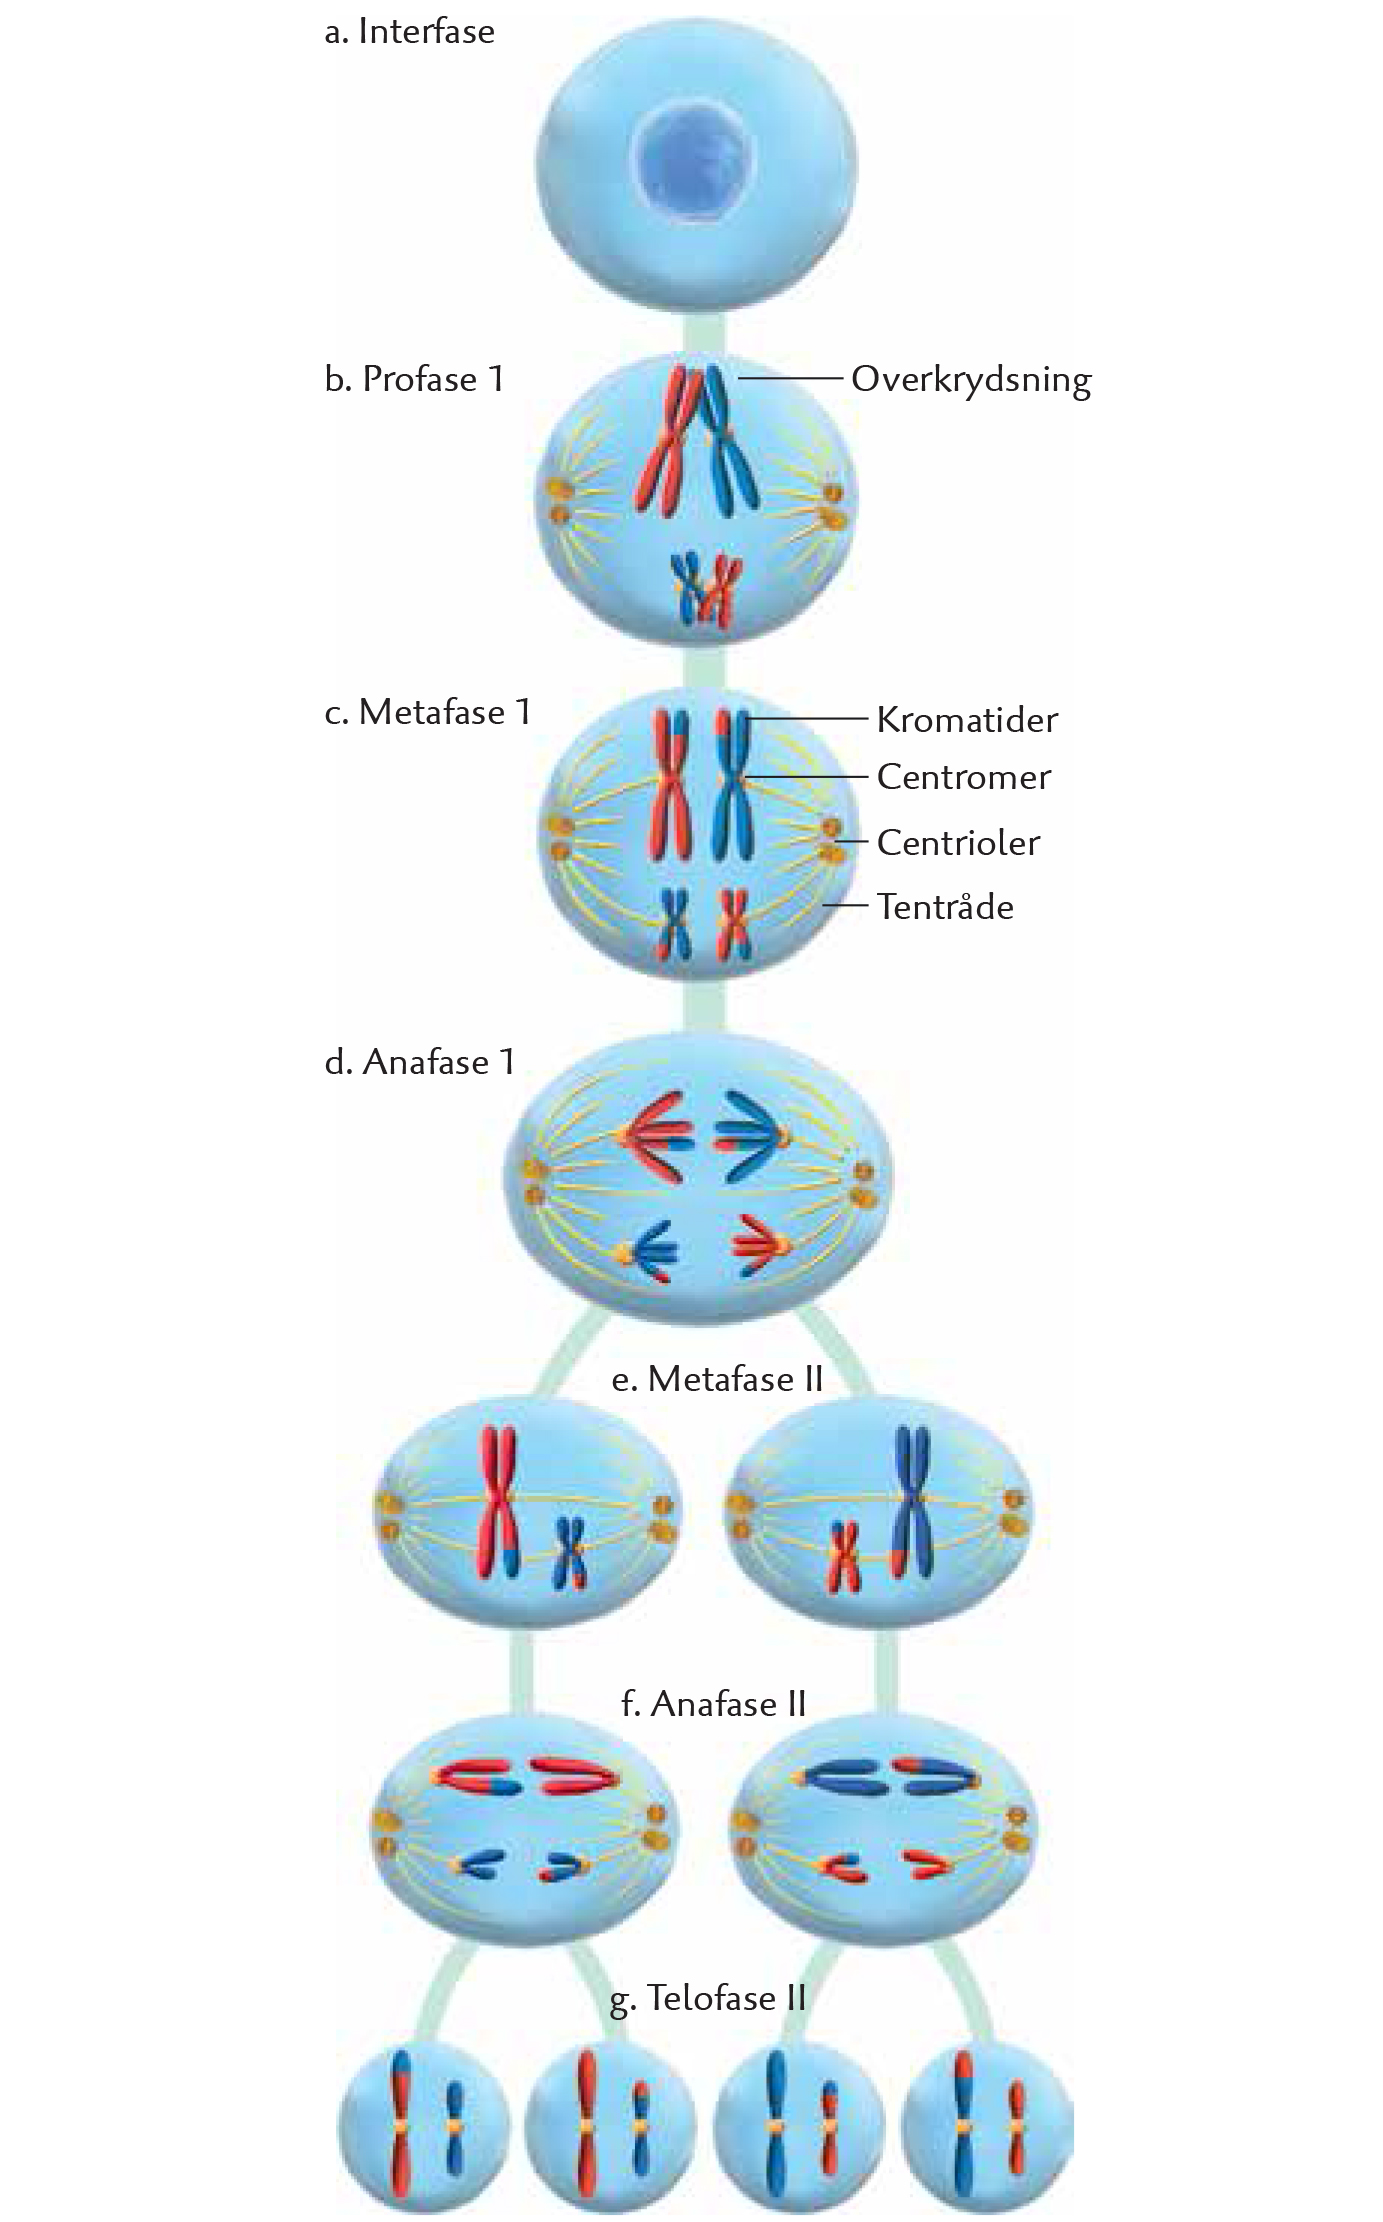 a. Interfase
b. Profase 1
Overkrydsning
c. Metafase 1
Kromatider
Centromer
Centrioler
Tentråde
d. Anafase 1
e. Metafase II
f. Anafase II
g. Telofase II